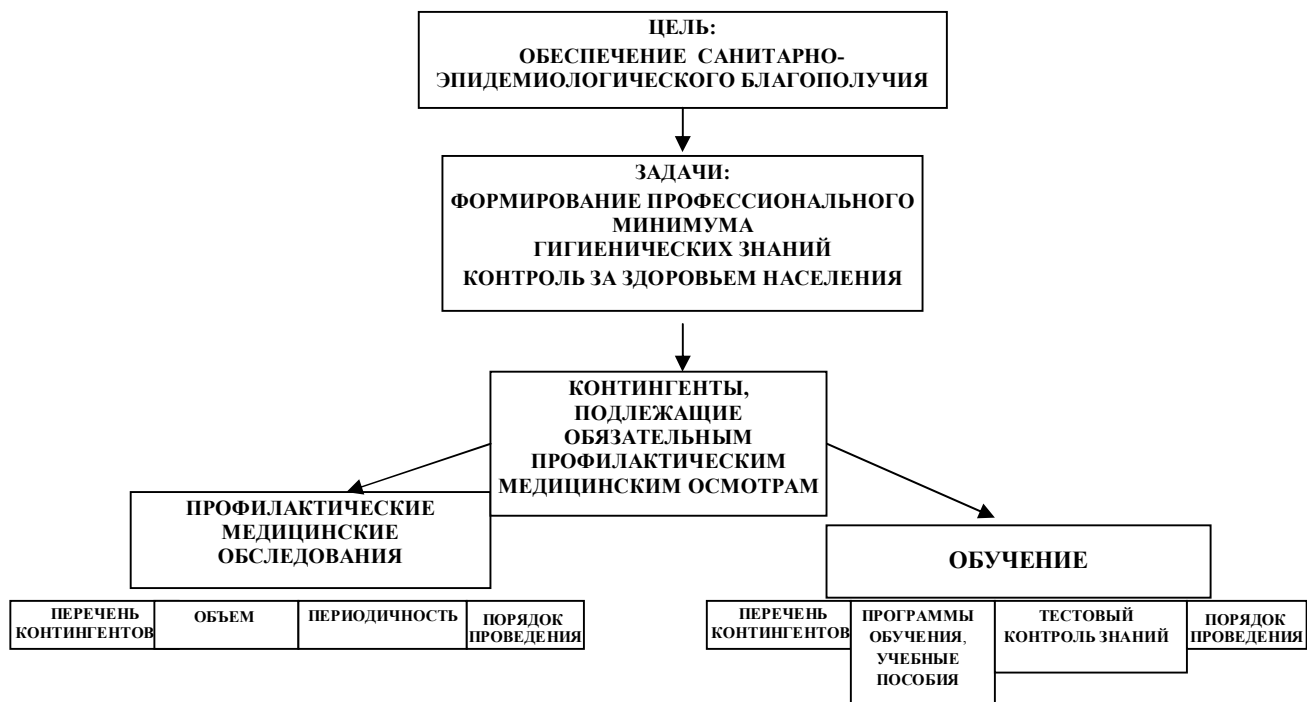 ЦЕЛЬ:
ОБЕСПЕЧЕНИЕ САНИТАРНО-
ЭПИДЕМИОЛОГИЧЕСКОГО БЛАГОПОЛУЧИЯ
ЗАДАЧИ:
ФОРМИРОВАНИЕ ПРОФЕССИОНАЛЬНОГО
МИНИМУМА
ГИГИЕНИЧЕСКИХ ЗНАНИЙ
КОНТРОЛЬ ЗА ЗДОРОВЬЕМ НАСЕЛЕНИЯ
КОНТИНГЕНТЫ,
ПОДЛЕЖАЩИЕ
ОБЯЗАТЕЛЬНЫМ
ПРОФИЛАКТИЧЕСКИМ
МЕДИЦИНСКИМ ОСМОТРАМ
ПРОФИЛАКТИЧЕСКИЕ
МЕДИЦИНСКИЕ
ОБСЛЕДОВАНИЯ
ПЕРЕЧЕНЬ
КОНТИНГЕНТОВ
ОБЪЕМ
ПЕРИОДИЧНОСТЬ
ПОРЯДОК
ПРОВЕДЕНИЯ
ОБУЧЕНИЕ
ПЕРЕЧЕНЬ
КОНТИНГЕНТОВ
ПРОГРАММЫ
ОБУЧЕНИЯ,
УЧЕБНЫЕ
ПОСОБИЯ
ТЕСТОВЫЙ
КОНТРОЛЬ ЗНАНИЙ
ПОРЯДОК
ПРОВЕДЕНИЯ